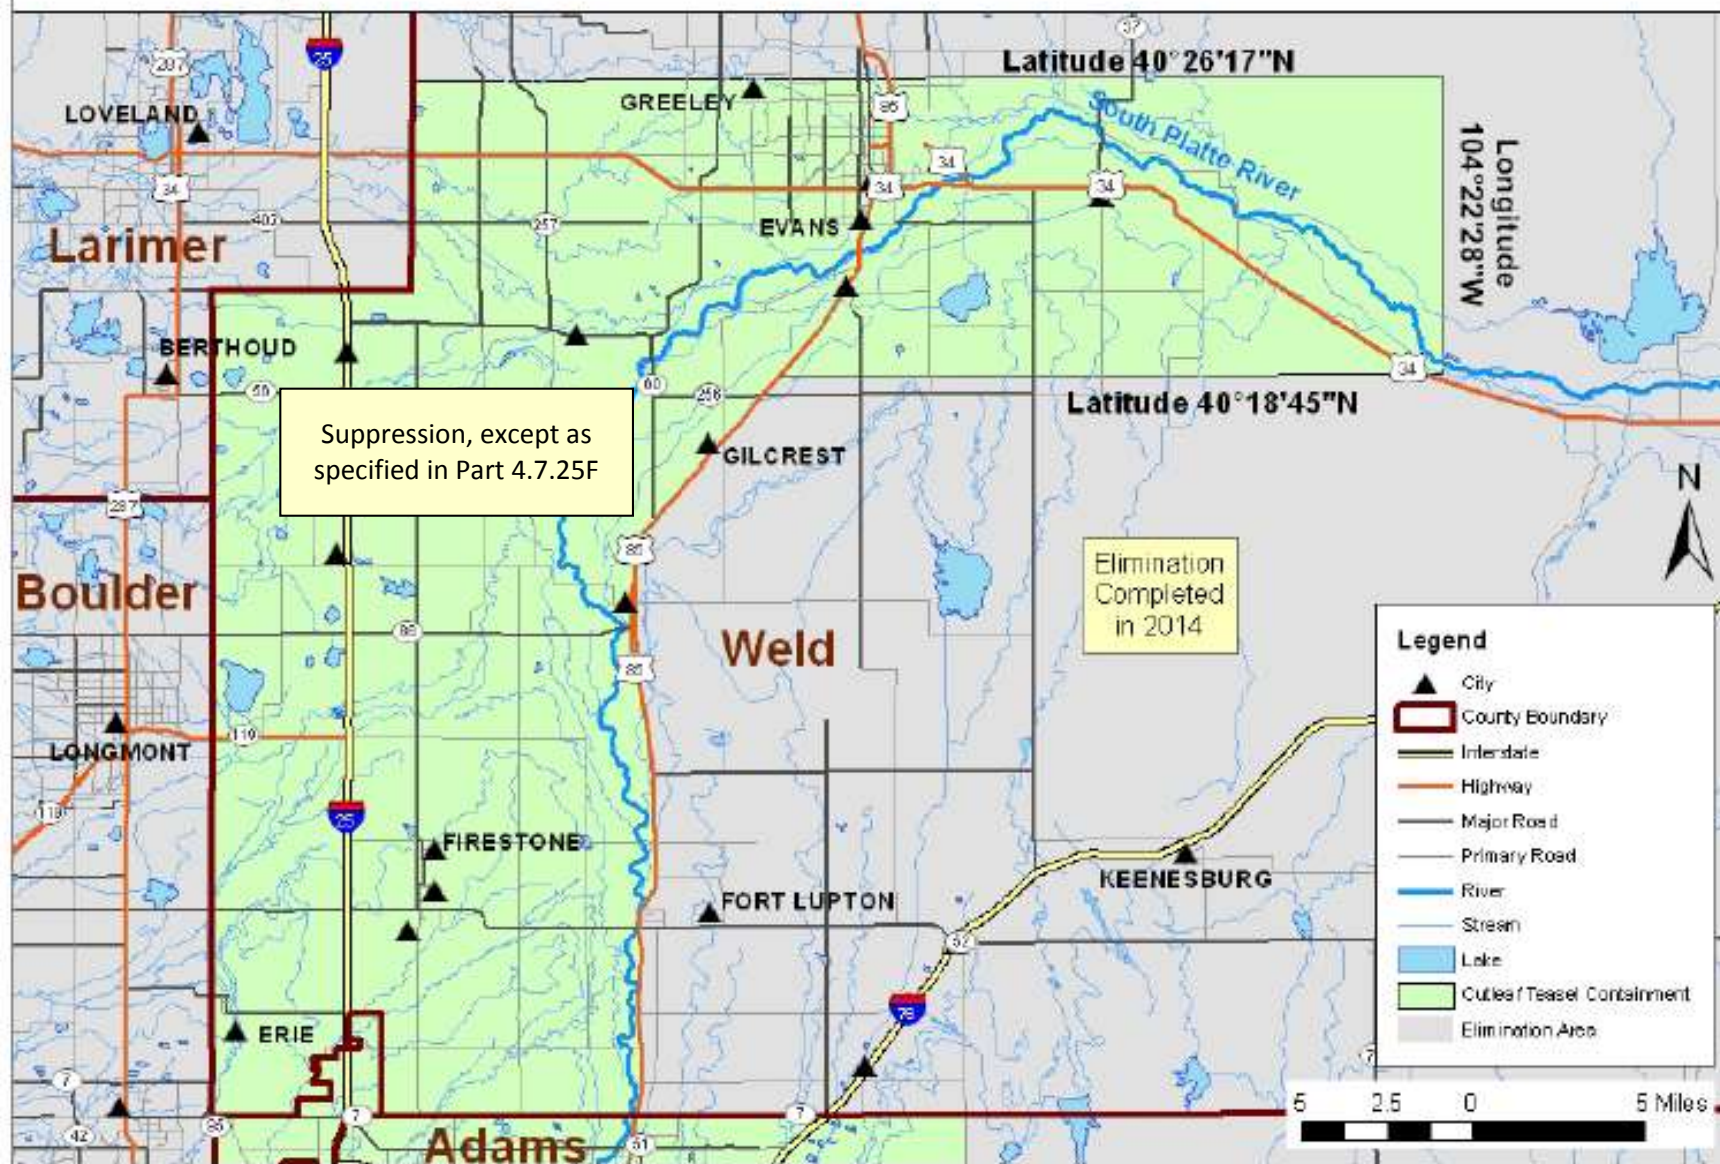 37
Latitude 40°26'17"N
287
25
LOVELAND
GREELEY
85
South Platte River
Longitude
104°22'28"W
34
34
34
34
402
257
EVANS
Larimer
BERTHOUD
56
60
256
34
Latitude 40°18'45"N
Suppression, except as
specified in Part 4.7.25F
GILCREST
N
287
85
Elimination
Completed
in 2014
Boulder
66
Weld
85
LONGMONT
119
119
25
FIRESTONE
KEENESBURG
FORT LUPTON
52
76
ERIE
7
7
7
42
Adams
Legend
City
County Boundary
Interstate
Highway
Major Road
Primary Road
River
Stream
Lake
Cutleaf Teasel Containment
Elimination Area
5 2.5 0 5 Miles